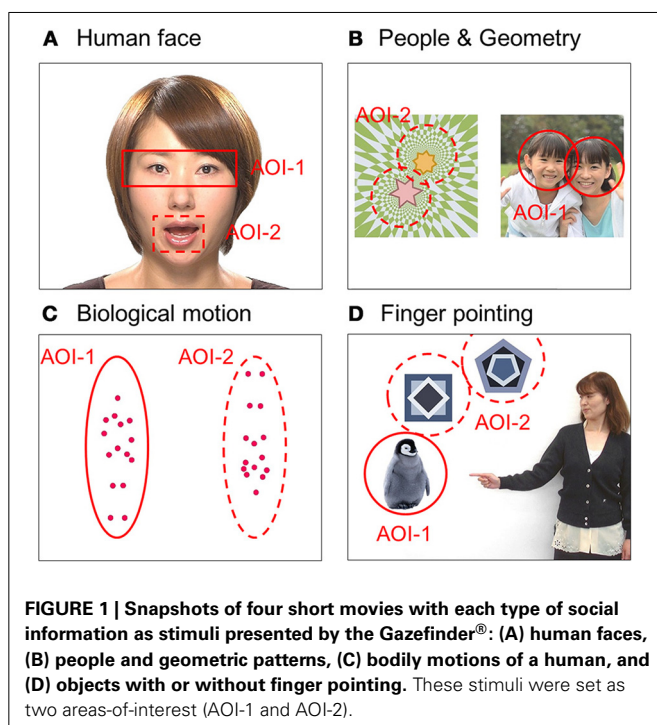 A Human face
B People & Geometry
AOI-1
AOI-2
AOI-2
AOI-1
C Biological motion
D Finger pointing
AOI-1
AOI-2
AOI-2
AOI-1
FIGURE 1 | Snapshots of four short movies with each type of social
information as stimuli presented by the Gazefinder®: (A) human faces,
(B) people and geometric patterns, (C) bodily motions of a human, and
(D) objects with or without finger pointing. These stimuli were set as
two areas-of-interest (AOI-1 and AOI-2).